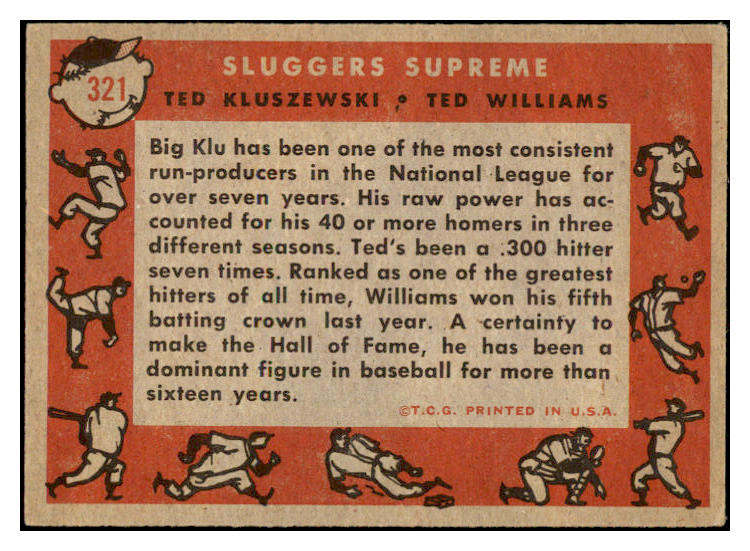 321
SLUGGERS SUPREME
TED KLUSZEWSKI • TED WILLIAMS
Big Klu has been one of the most consistent
run-producers in the National League for
over seven years. His raw power has ac-
counted for his 40 or more homers in three
different seasons. Ted's been a .300 hitter
seven times. Ranked as one of the greatest
hitters of all time, Williams won his fifth
batting crown last year. A certainty to
make the Hall of Fame, he has been a
dominant figure in baseball for more than
sixteen years.
©T.C.G. PRINTED IN U.S.A.